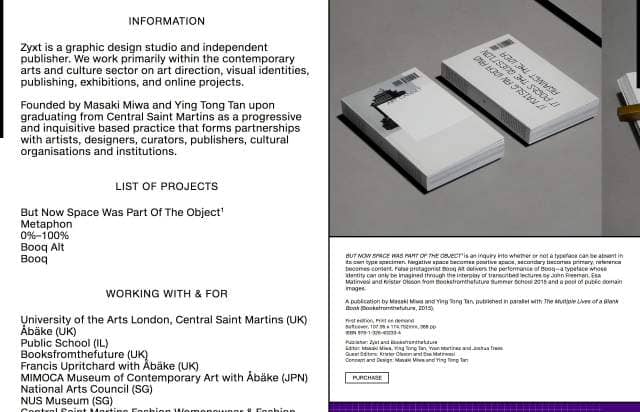 INFORMATION
Zyxt is a graphic design studio and independent
publisher. We work primarily within the contemporary
arts and culture sector on art direction, visual identities,
publishing, exhibitions, and online projects.
Founded by Masaki Miwa and Ying Tong Tan upon
graduating from Central Saint Martins as a progressive
and inquisitive based practice that forms partnerships
with artists, designers, curators, publishers, cultural
organisations and institutions.
LIST OF PROJECTS
But Now Space Was Part Of The Object¹
Metaphon
0%–100%
Booq Alt
Booq
WORKING WITH & FOR
University of the Arts London, Central Saint Martins (UK)
Åbäke (UK)
Public School (IL)
Booksfromthefuture (UK)
Francis Upritchard with Åbäke (UK)
MIMOCA Museum of Contemporary Art with Åbäke (JPN)
National Arts Council (SG)
NUS Museum (SG)
Central Saint Martins Fashion Womenswear & Fashion
BUT NOW SPACE WAS PART OF THE OBJECT¹ is an inquiry into whether or not a typeface can be absent in
its own type specimen. Negative space becomes positive space, secondary becomes primary, reference
becomes content. False protagonist Booq Alt delivers the performance of Booq—a typeface whose
identity can only be imagined through the interplay of transcribed lectures by John Freeman, Esa
Matinvesi and Krister Olsson from Booksfromthefuture Summer School 2015 and a pool of public domain
images.
A publication by Masaki Miwa and Ying Tong Tan, published in parallel with The Multiple Lives of a Blank
Book (Booksfromthefuture, 2015).
First edition, Print on demand
Softcover, 107.95 x 174.752mm, 368 pp
Publisher: Zyxt and Booksfromthefuture
Editor: Masaki Miwa, Ying Tong Tan, Yvan Martinez and Joshua Trees
Guest Editors: Krister Olsson and Esa Matinvesi
Concept and Design: Masaki Miwa and Ying Tong Tan
PURCHASE